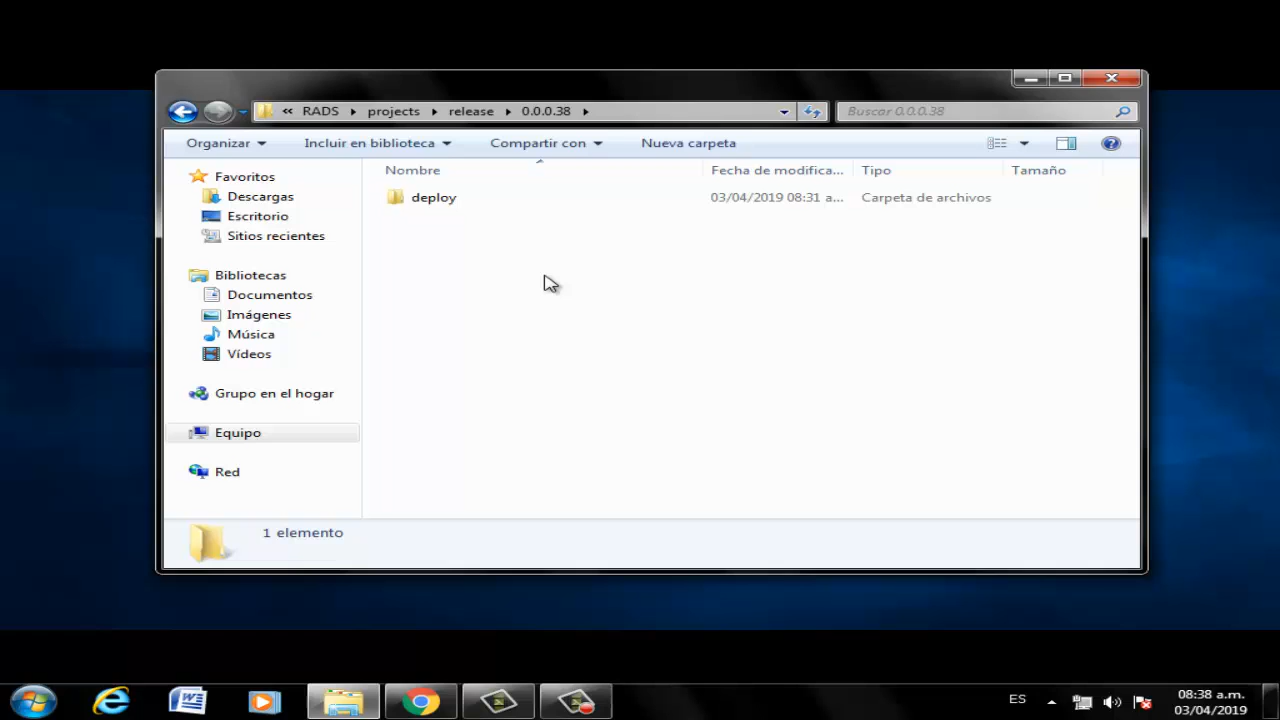 « RADS projects release 0.0.0.38
Buscar 0.0.0.38
Organizar Incluir en biblioteca Compartir con Nueva carpeta
Nombre Fecha de modifica... Tipo Tamaño
deploy 03/04/2019 08:31 a... Carpeta de archivos
Favoritos
Descargas
Escritorio
Sitios recientes
Bibliotecas
Documentos
Imágenes
Música
Vídeos
Grupo en el hogar
Equipo
Red
1 elemento
ES
08:38 a.m.
03/04/2019